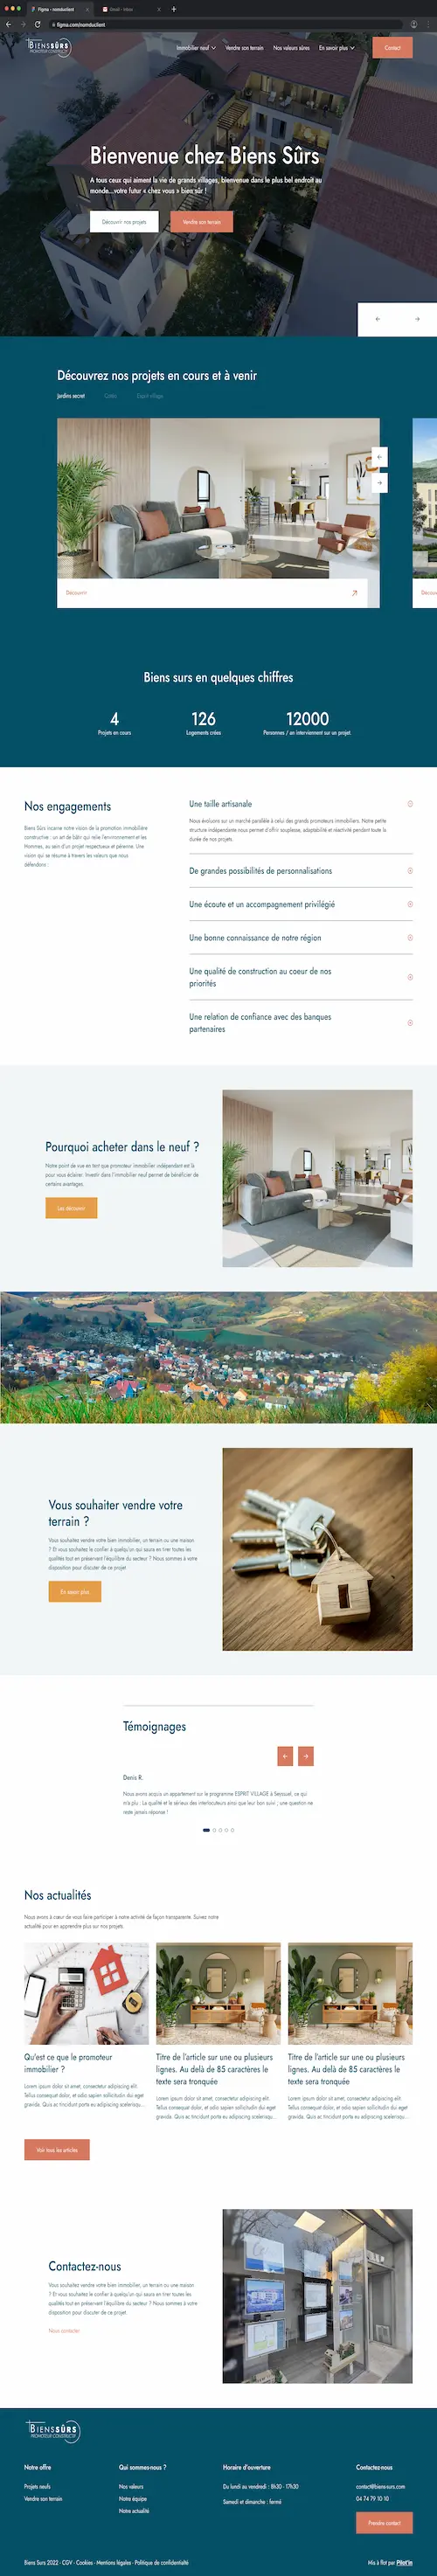 Figma - nomduclient
Gmail - Inbox
figma.com/nomduclient
BIENSSÛRS
PROMOTEUR CONSTRUCTIF
Immobilier neuf
Vendre son terrain
Nos valeurs sûres
En savoir plus
Contact
Bienvenue chez Biens Sûrs
A tous ceux qui aiment la vie de grands villages, bienvenue dans le plus bel endroit au
monde...votre futur « chez vous » bien sûr !
Découvrir nos projets
Vendre son terrain
Découvrez nos projets en cours et à venir
Jardins secret
Esprit village
Découvrir
Biens surs en quelques chiffres
4
Projets en cours
126
Logements crées
12000
Personnes / an interviennent sur un projet.
Nos engagements
Biens Sûrs incarne notre vision de la promotion immobilière
constructive : un art de bâtir qui relie l'environnement et les
Hommes, au sein d'un projet respectueux et pérenne. Une
vision qui se résume à travers les valeurs que nous
défendons :
Une taille artisanale
Nous évoluons sur un marché parallèle à celui des grands promoteurs immobiliers. Notre petite
structure indépendante nous permet d'offrir souplesse, adaptabilité et réactivité pendant toute la
durée de nos projets.
De grandes possibilités de personnalisations
Une écoute et un accompagnement privilégié
Une bonne connaissance de notre région
Une qualité de construction au coeur de nos
priorités
Une relation de confiance avec des banques
partenaires
Pourquoi acheter dans le neuf ?
Notre point de vue en tant que promoteur immobilier indépendant est là
pour vous éclairer. Investir dans l'immobilier neuf permet de bénéficier de
certains avantages.
Les découvrir
Vous souhaiter vendre votre
terrain ?
Vous souhaitez vendre votre bien immobilier, un terrain ou une maison
? Et vous souhaitez le confier à quelqu'un qui saura en tirer toutes les
qualités tout en préservant l'équilibre du secteur ? Nous sommes à votre
disposition pour discuter de ce projet
En savoir plus
Témoignages
Denis R.
Nous avons acquis un appartement sur le programme ESPRIT VILLAGE à Seyssuel, ce qui
m'a plu : La qualité et le sérieux des interlocuteurs ainsi que leur bon suivi ; une question ne
reste jamais réponse !
Nos actualités
Nous avons à cœur de vous faire participer à notre activité de façon transparente. Suivez notre
actualité pour en apprendre plus sur nos projets.
Qu'est ce que le promoteur
immobilier ?
Lorem ipsum dolor sit amet, consectetur adipiscing elit.
Tellus consequat dolor, et odio sapien sollicitudin dui eget
gravida. Quis ac tincidunt porta eu adipiscing scelerisqu...
Titre de l'article sur une ou plusieurs
lignes. Au delà de 85 caractères le
texte sera tronquée
Lorem ipsum dolor sit amet, consectetur adipiscing elit.
Tellus consequat dolor, et odio sapien sollicitudin dui eget
gravida. Quis ac tincidunt porta eu adipiscing scelerisqu...
Titre de l'article sur une ou plusieurs
lignes. Au delà de 85 caractères le
texte sera tronquée
Lorem ipsum dolor sit amet, consectetur adipiscing elit.
Tellus consequat dolor, et odio sapien sollicitudin dui eget
gravida. Quis ac tincidunt porta eu adipiscing scelerisqu...
Voir tous les articles
Contactez-nous
Vous souhaitez vendre votre bien immobilier, un terrain ou une maison
? Et vous souhaitez le confier à quelqu'un qui saura en tirer toutes les
qualités tout en préservant l'équilibre du secteur ? Nous sommes à votre
disposition pour discuter de ce projet
Nous contacter
BIENSSÛRS
PROMOTEUR CONSTRUCTIF
Notre offre
Projets neufs
Vendre son terrain
Qui sommes-nous ?
Nos valeurs
Notre équipe
Notre actualité
Horaire d'ouverture
Du lundi au vendredi : 8h30 - 17h30
Samedi et dimanche : fermé
Contactez-nous
contact@biens-surs.com
04 74 79 10 10
Prendre contact
Biens Surs 2022 - CGV - Cookies - Mentions légales - Politique de confidentialité
Mis à flot par Pilot'in